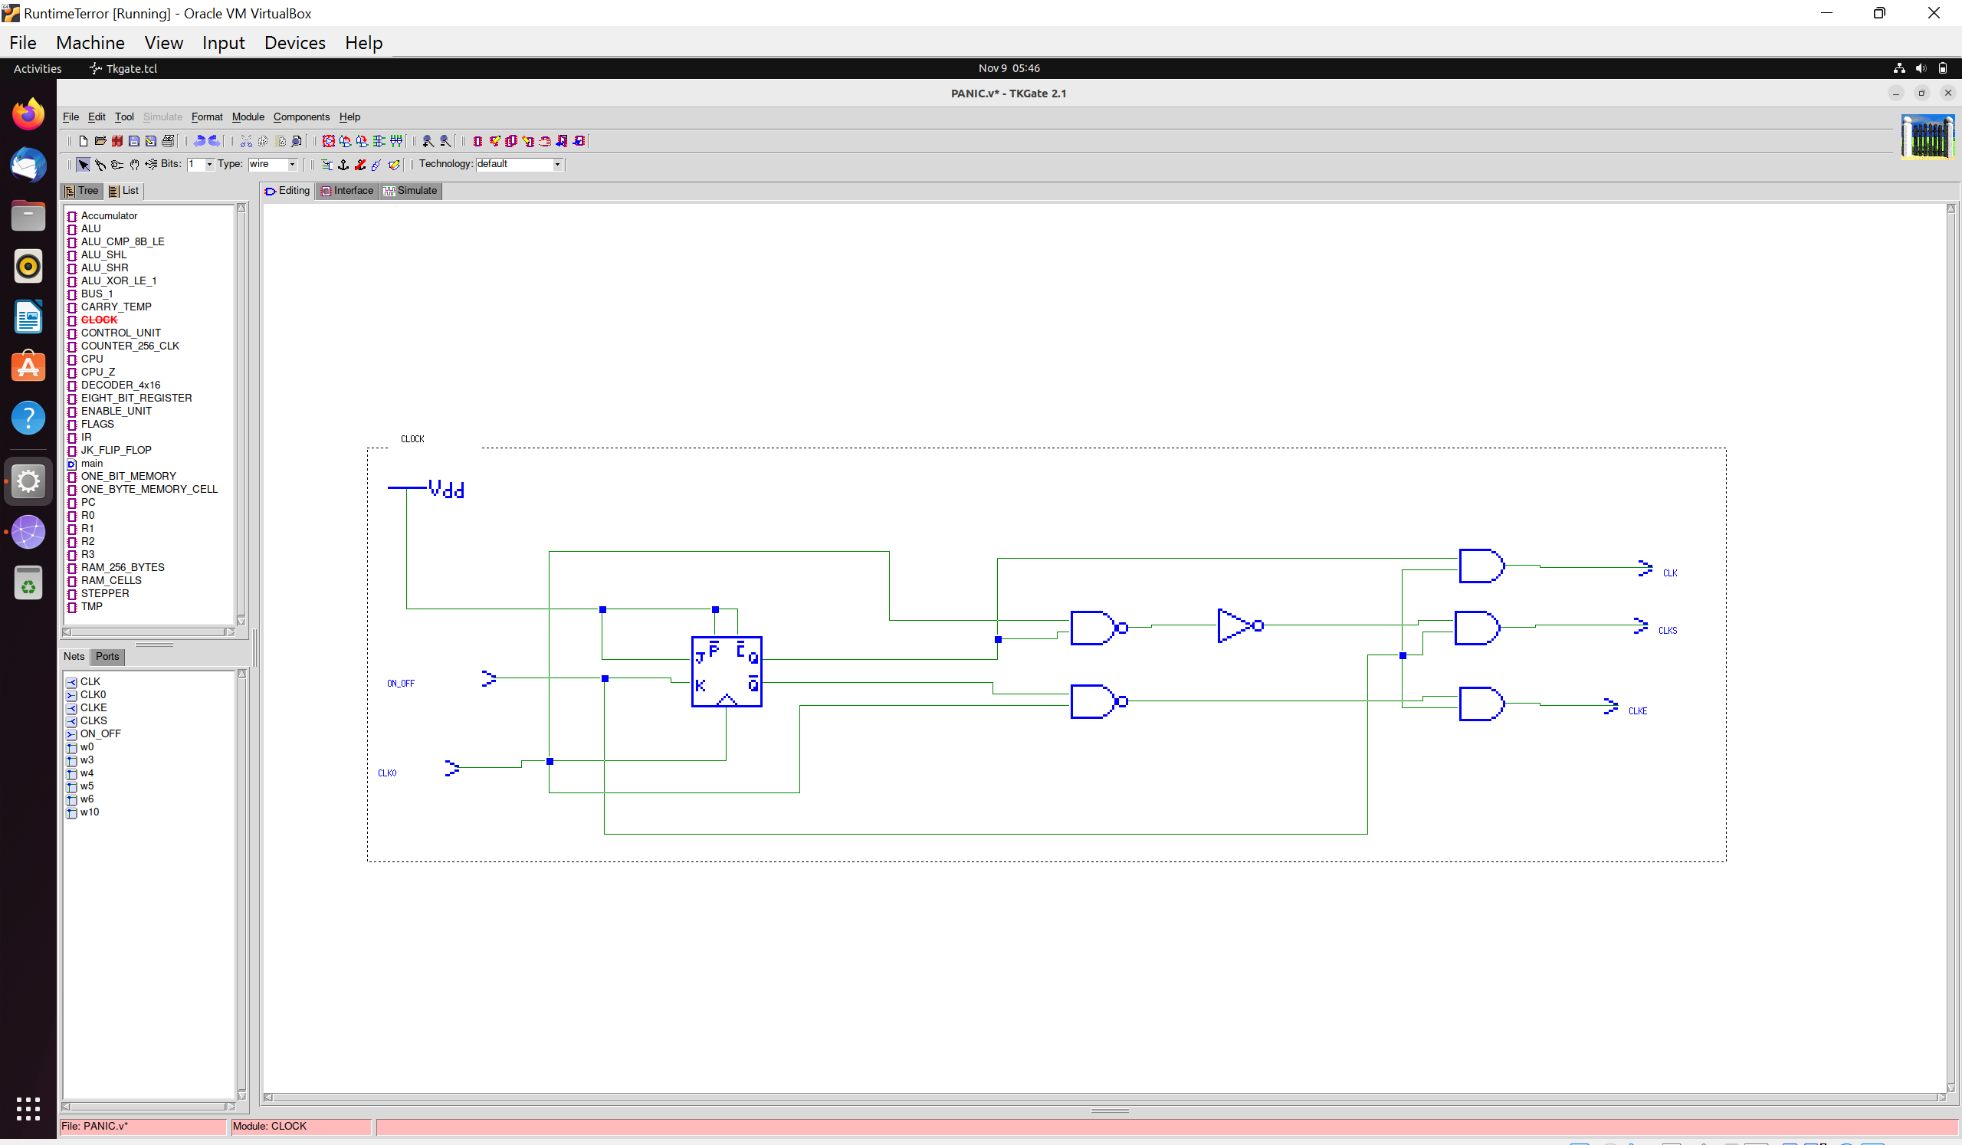 RuntimeTerror [Running] - Oracle VM VirtualBox
File Machine View Input Devices Help
Activities Tkgate.tcl Nov 9 05:46
PANIC.v* - TKGate 2.1
File Edit Tool Simulate Format Module Components Help
Bits: 1 Type: wire Technology: default
Tree List
Editing Interface Simulate
Accumulator
ALU
ALU_CMP_8B_LE
ALU_SHL
ALU_SHR
ALU_XOR_LE_1
BUS_1
CARRY_TEMP
CLOCK
CONTROL_UNIT
COUNTER_256_CLK
CPU
CPU_Z
DECODER_4x16
EIGHT_BIT_REGISTER
ENABLE_UNIT
FLAGS
IR
JK_FLIP_FLOP
main
ONE_BIT_MEMORY
ONE_BYTE_MEMORY_CELL
PC
R0
R1
R2
R3
RAM_256_BYTES
RAM_CELLS
STEPPER
TMP
Nets Ports
CLK
CLK0
CLKE
CLKS
ON_OFF
w0
w3
w4
w5
w6
w10
CLOCK
Vdd
CLK
CLKS
J P C Q
K Q
ON_OFF
CLKE
CLK0
File: PANIC.v* Module: CLOCK